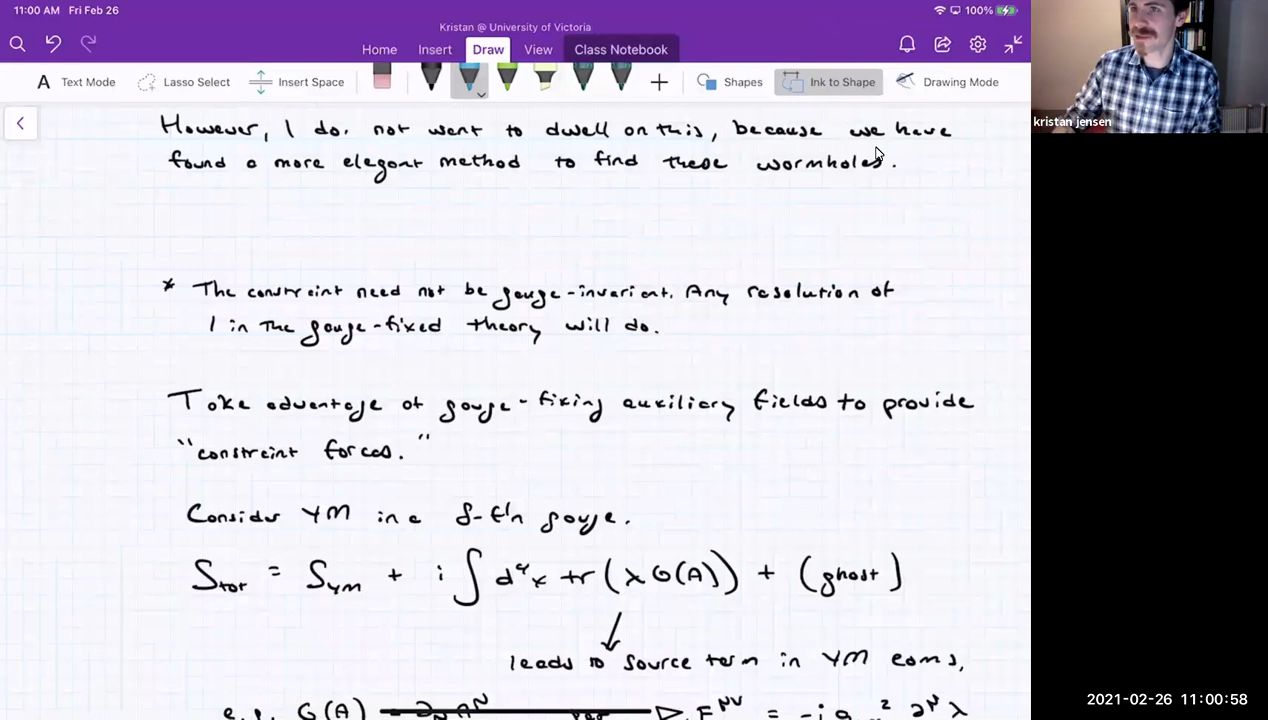 11:00 AM Fri Feb 26
100%
Kristan @ University of Victoria
Home Insert Draw View Class Notebook
A Text Mode Lasso Select Insert Space Shapes Ink to Shape Drawing Mode
kristan jensen
However, I do not want to dwell on this, because we have
found a more elegant method to find these wormholes.
* The constraint need not be gauge-invariant. Any resolution of
1 in the gauge-fixed theory will do.
Take advantage of gauge-fixing auxiliary fields to provide
"constraint forces."
Consider YM in a δ-f'n gauge.
S_tot = S_YM + i ∫ d⁴x tr(λ G(A)) + (ghost)
leads to source term in YM eoms,
e.g. G(A) = ∂_μ A^μ
2021-02-26 11:00:58